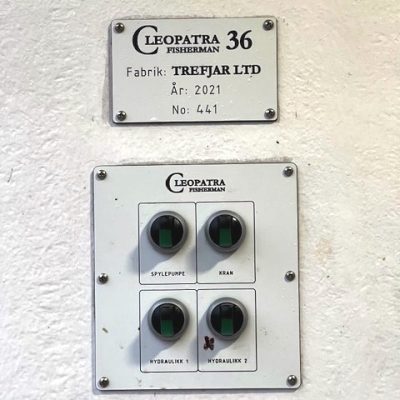 CLEOPATRA 36
FISHERMAN
Fabrik: TREFJAR LTD
År: 2021
No: 441
CLEOPATRA
FISHERMAN
SPYLEPUMPE KRAN
HYDRAULIKK 1 HYDRAULIKK 2